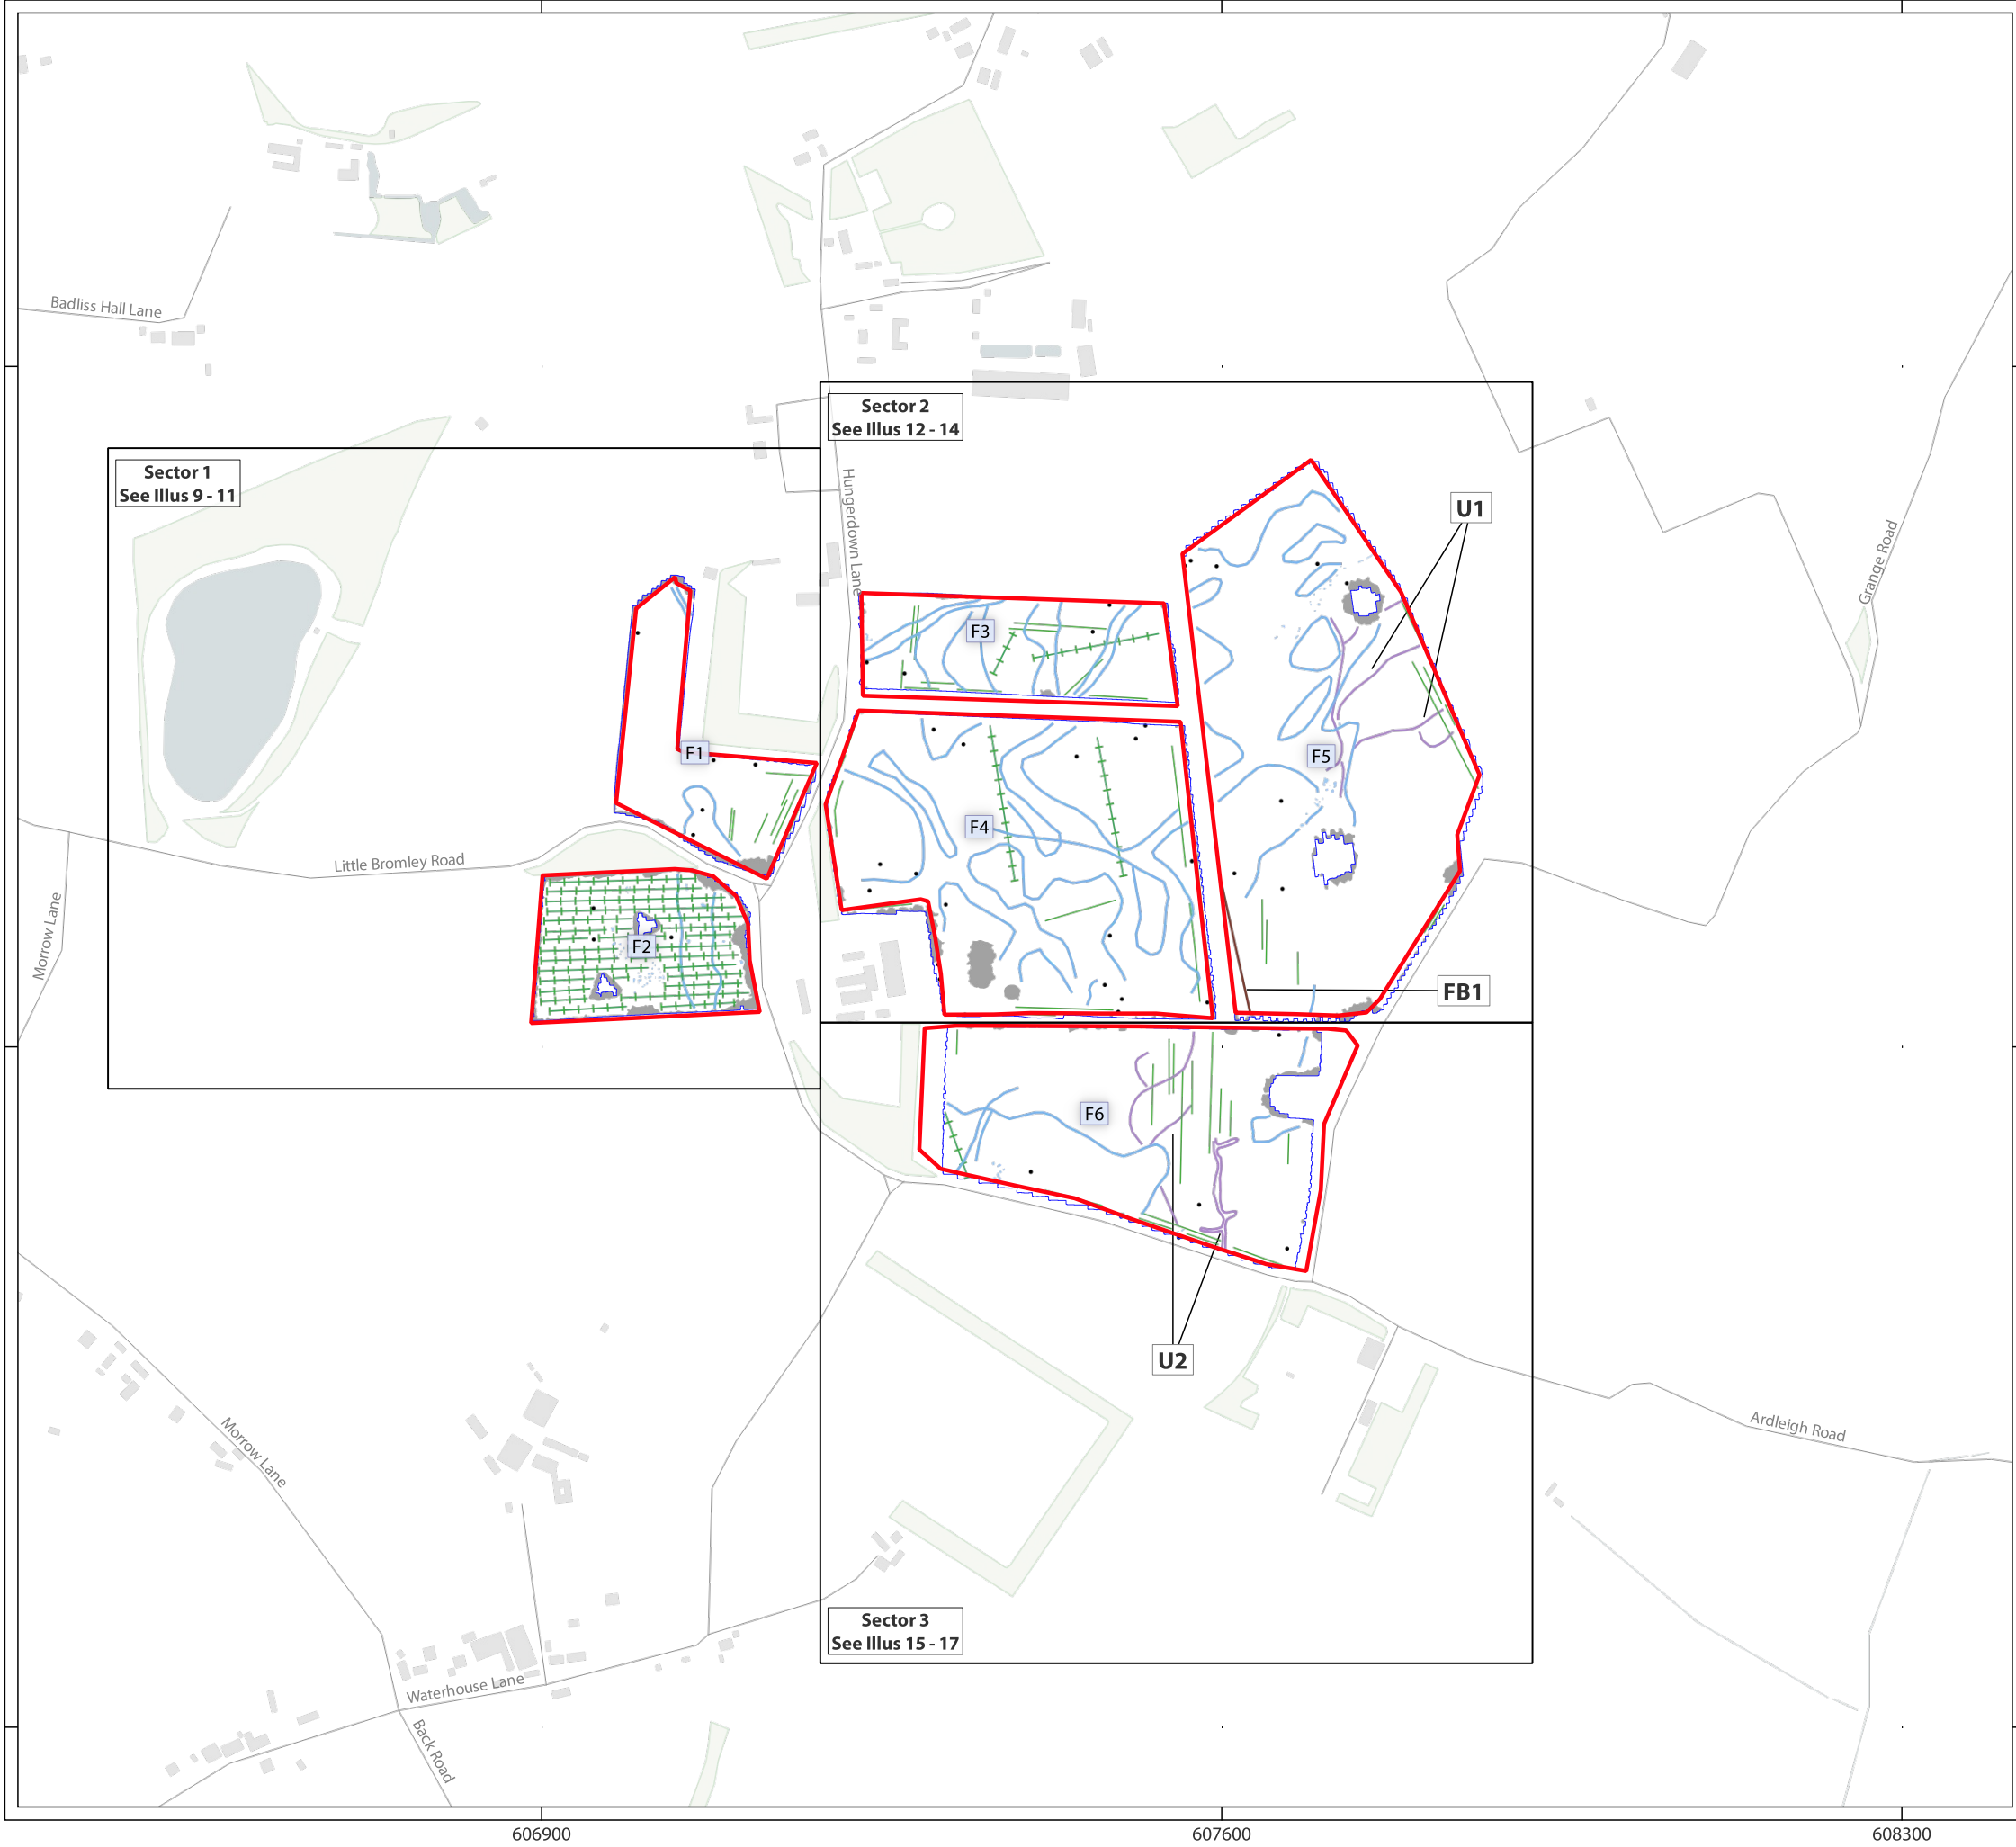 Badliss Hall Lane
Sector 2
See Illus 12 - 14
Sector 1
See Illus 9 - 11
Hungerdown Lane
U1
Grange Road
F3
F1
F5
F4
Little Bromley Road
Morrow Lane
F2
FB1
F6
U2
Morrow Lane
Ardleigh Road
Sector 3
See Illus 15 - 17
Waterhouse Lane
Back Road
606900
607600
608300